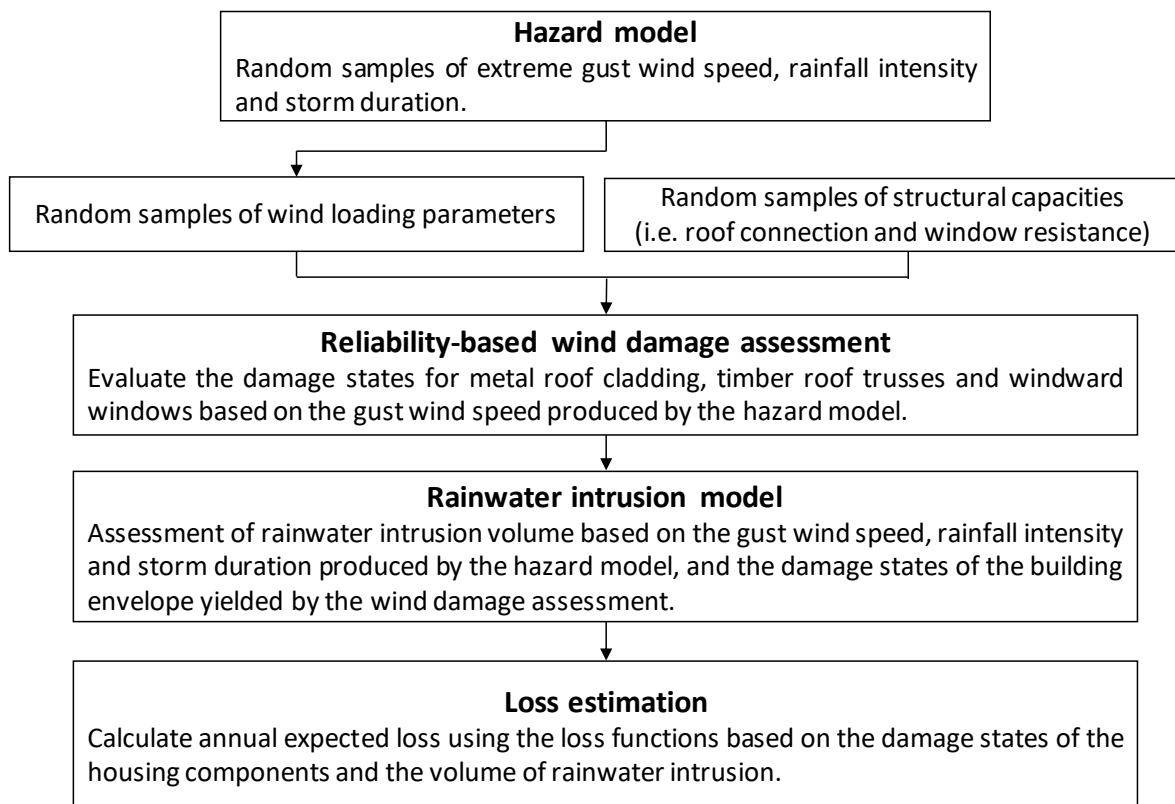 Hazard model
Random samples of extreme gust wind speed, rainfall intensity
and storm duration.
Random samples of wind loading parameters
Random samples of structural capacities
(i.e. roof connection and window resistance)
Reliability-based wind damage assessment
Evaluate the damage states for metal roof cladding, timber roof trusses and windward
windows based on the gust wind speed produced by the hazard model.
Rainwater intrusion model
Assessment of rainwater intrusion volume based on the gust wind speed, rainfall intensity
and storm duration produced by the hazard model, and the damage states of the building
envelope yielded by the wind damage assessment.
Loss estimation
Calculate annual expected loss using the loss functions based on the damage states of the
housing components and the volume of rainwater intrusion.